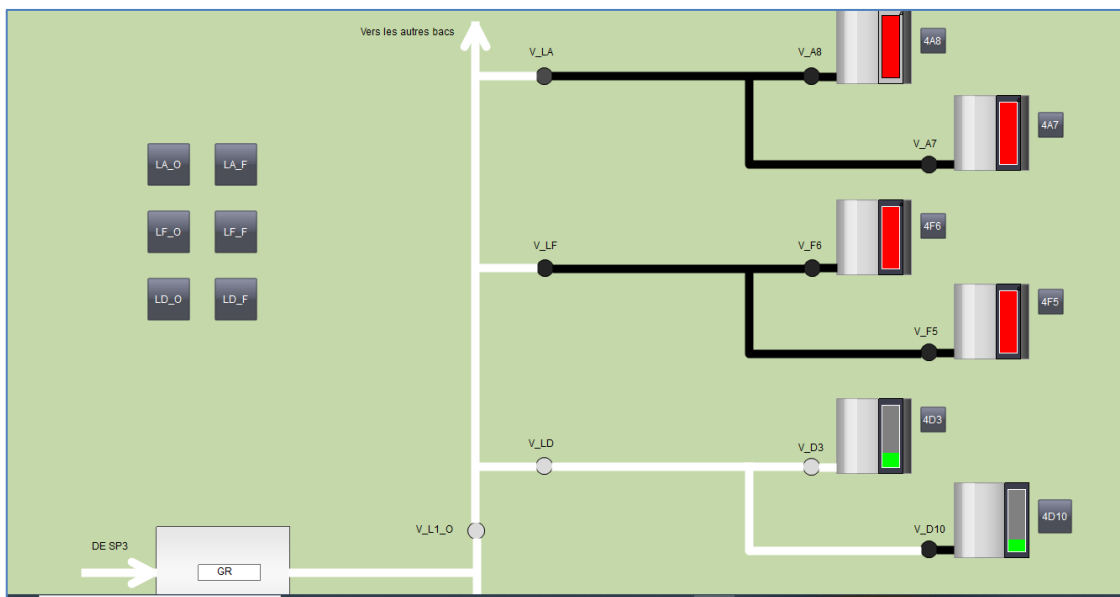 Vers les autres bacs
V_LA
V_A8
4A8
V_A7
4A7
LA_O
LA_F
LF_O
LF_F
LD_O
LD_F
V_LF
V_F6
4F6
V_F5
4F5
V_LD
V_D3
4D3
V_L1_O
V_D10
4D10
DE SP3
GR